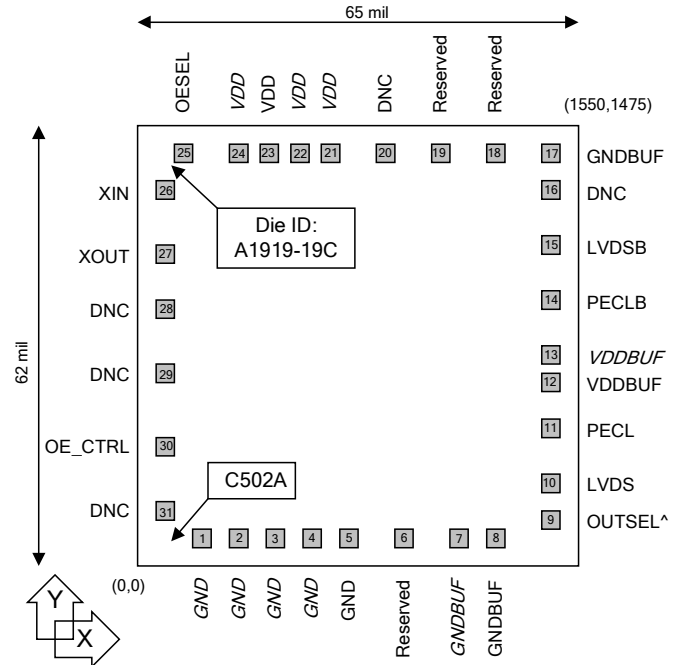 65 mil
OESEL
VDD
VDD
VDD
VDD
DNC
Reserved
Reserved
(1550,1475)
25 24 23 22 21 20 19 18 17 GNDBUF
XIN 26
16 DNC
Die ID:
A1919-19C
XOUT 27
15 LVDSB
DNC 28
14 PECLB
62 mil
13 VDDBUF
DNC 29
12 VDDBUF
11 PECL
OE_CTRL 30
C502A
10 LVDS
DNC 31
9 OUTSEL^
1 2 3 4 5 6 7 8
(0,0)
GND
GND
GND
GND
GND
Reserved
GNDBUF
GNDBUF
Y
X